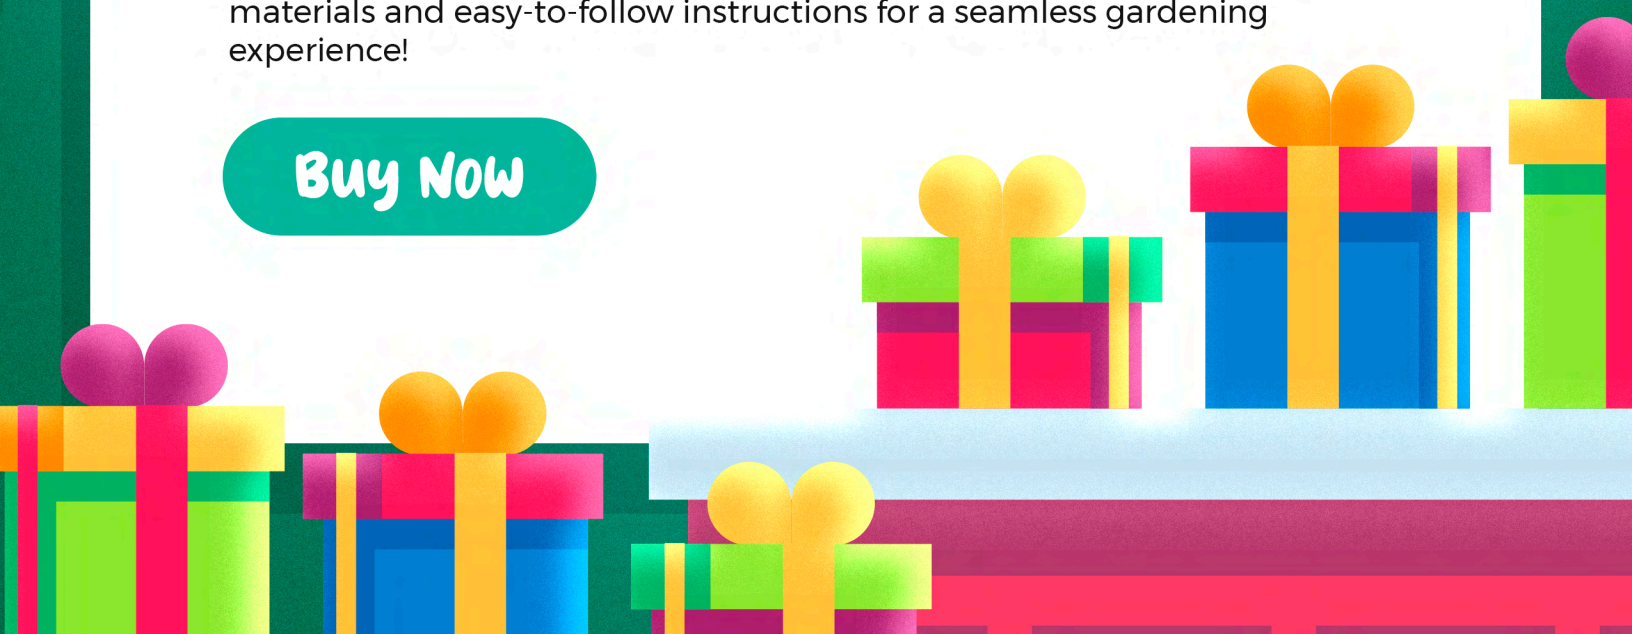 materials and easy-to-follow instructions for a seamless gardening
experience!
Buy Now